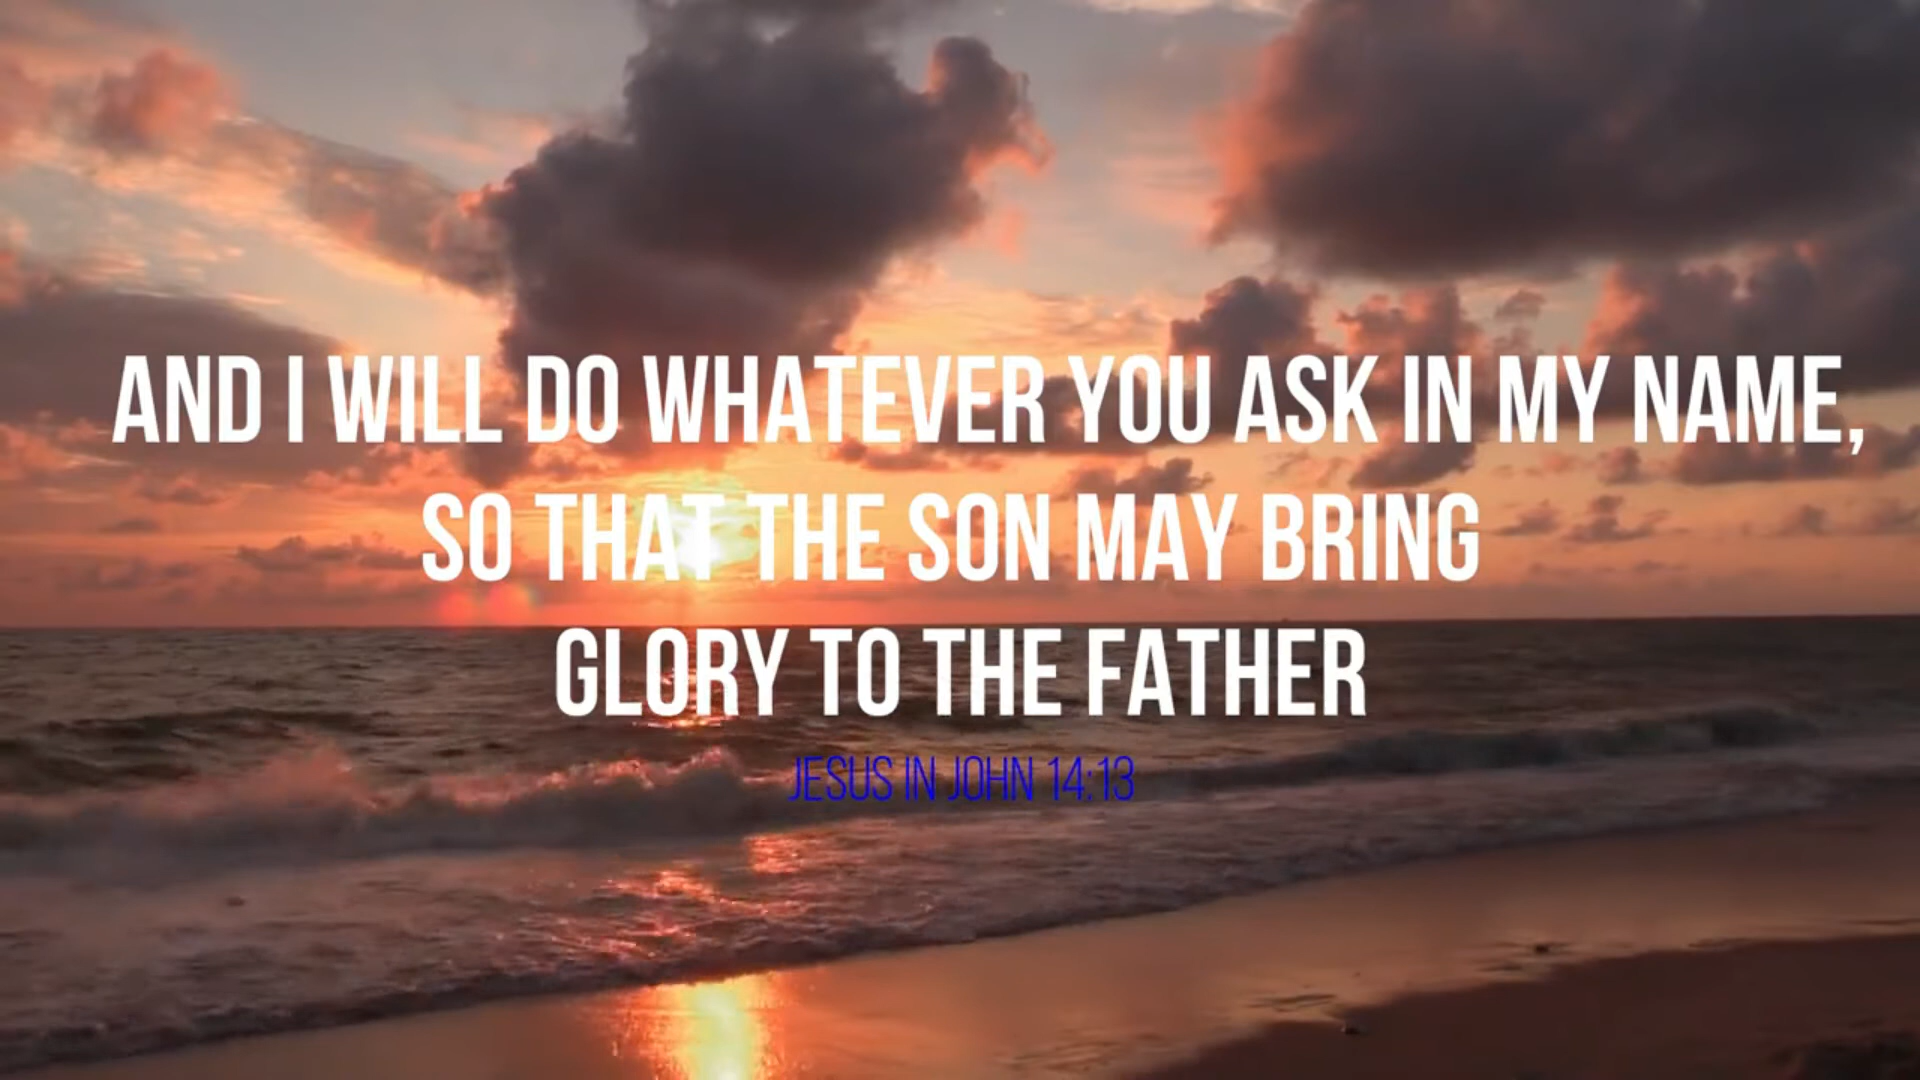 AND I WILL DO WHATEVER YOU ASK IN MY NAME,
SO THAT THE SON MAY BRING
GLORY TO THE FATHER
JESUS IN JOHN 14:13